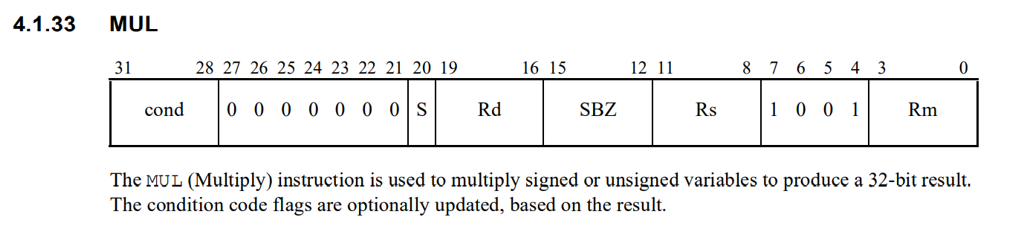 4.1.33 MUL
31 28 27 26 25 24 23 22 21 20 19 16 15 12 11 8 7 6 5 4 3 0
cond 0 0 0 0 0 0 0 S Rd SBZ Rs 1 0 0 1 Rm
The MUL (Multiply) instruction is used to multiply signed or unsigned variables to produce a 32-bit result.
The condition code flags are optionally updated, based on the result.